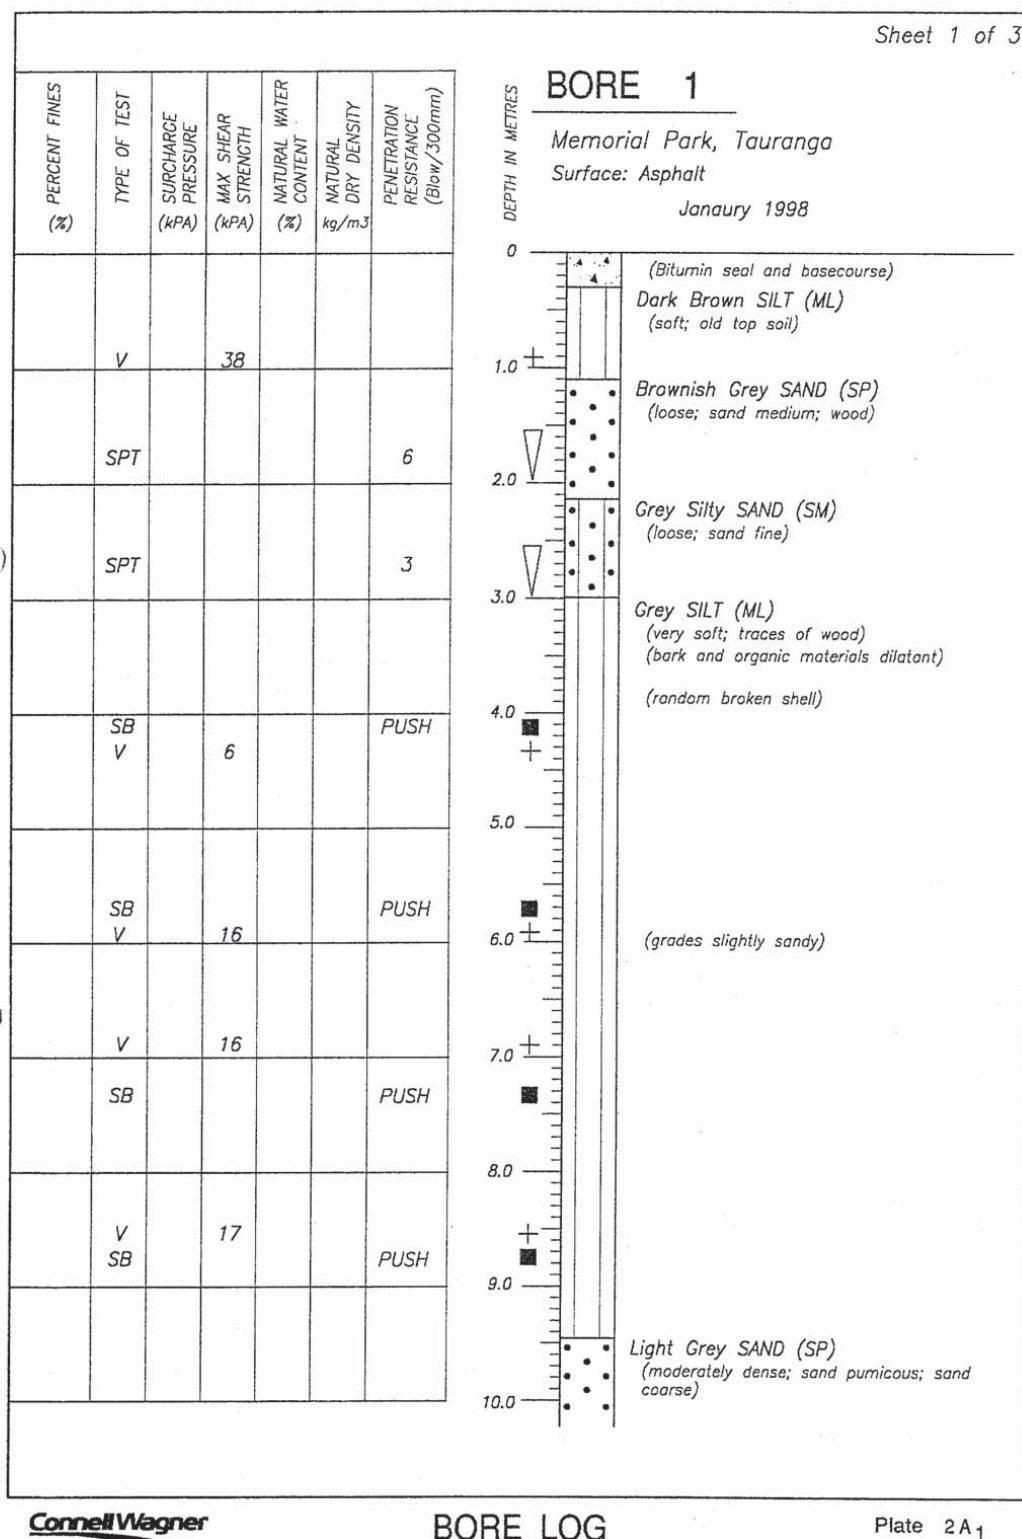 Sheet 1 of 3
PERCENT FINES
(%)
TYPE OF TEST
SURCHARGE
PRESSURE
(kPA)
MAX SHEAR
STRENGTH
(kPA)
NATURAL WATER
CONTENT
(%)
NATURAL
DRY DENSITY
kg/m3
PENETRATION
RESISTANCE
(Blow/300mm)
DEPTH IN METRES
BORE 1
Memorial Park, Tauranga
Surface: Asphalt
Janaury 1998
0
(Bitumin seal and basecourse)
Dark Brown SILT (ML)
(soft; old top soil)
V 38
1.0
Brownish Grey SAND (SP)
(loose; sand medium; wood)
SPT 6
2.0
Grey Silty SAND (SM)
(loose; sand fine)
SPT 3
3.0
Grey SILT (ML)
(very soft; traces of wood)
(bark and organic materials dilatant)
(random broken shell)
4.0
SB PUSH
V 6
5.0
SB PUSH
V 16
6.0
(grades slightly sandy)
V 16
7.0
SB PUSH
8.0
V 17
SB PUSH
9.0
Light Grey SAND (SP)
(moderately dense; sand pumicous; sand
coarse)
10.0
Connell Wagner
BORE LOG
Plate 2A1